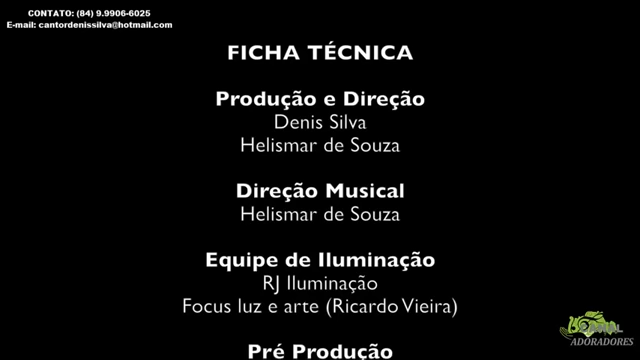 CONTATO: (84) 9.9906-6025
E-mail: cantordenissilva@hotmail.com
FICHA TÉCNICA
Produção e Direção
Denis Silva
Helismar de Souza
Direção Musical
Helismar de Souza
Equipe de Iluminação
RJ Iluminação
Focus luz e arte (Ricardo Vieira)
Pré Produção
ADORADORES